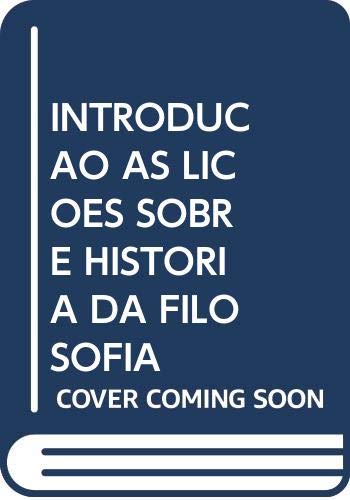 INTRODUC
AO AS LIC
OES SOBR
E HISTORI
A DA FILO
SOFIA
COVER COMING SOON